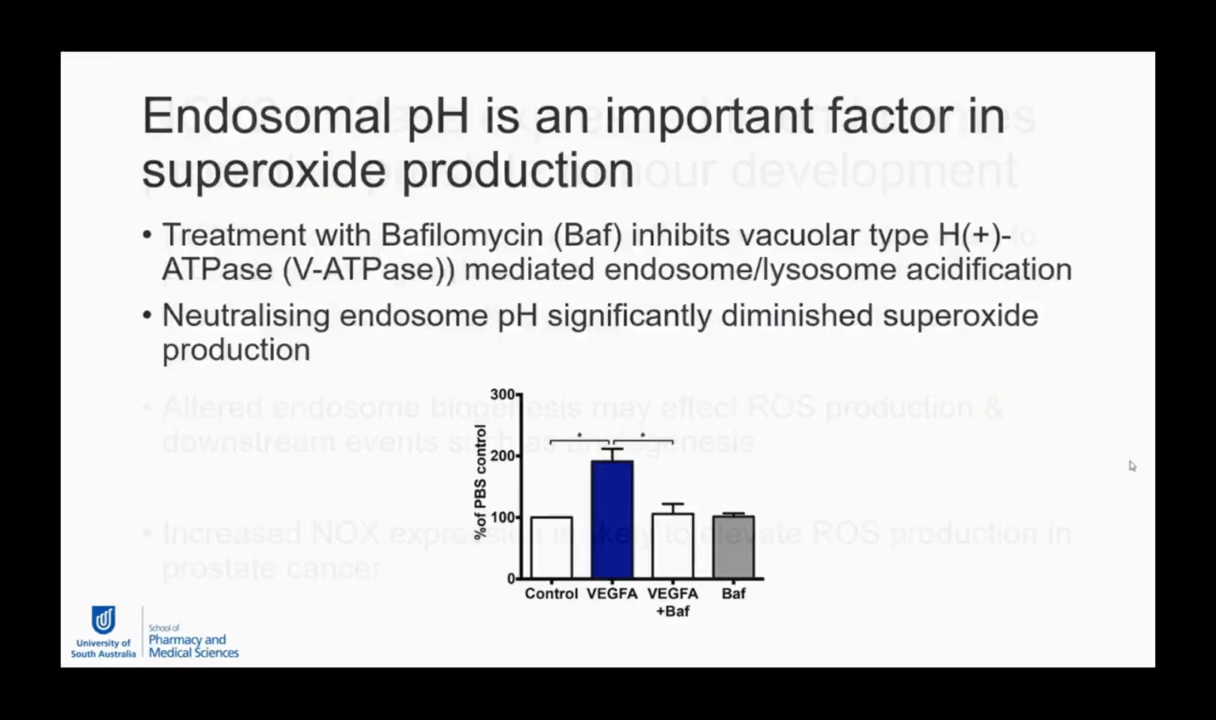 Endosomal pH is an important factor in
superoxide production
• Treatment with Bafilomycin (Baf) inhibits vacuolar type H(+)-
ATPase (V-ATPase)) mediated endosome/lysosome acidification
• Neutralising endosome pH significantly diminished superoxide
production
• Altered endosome biogenesis may affect ROS production &
downstream events such as angiogenesis
• Increased NOX expression is likely to elevate ROS production in
prostate cancer
% of PBS control
300
200
100
0
* *
Control VEGFA VEGFA Baf
+Baf
University of
South Australia
School of
Pharmacy and
Medical Sciences